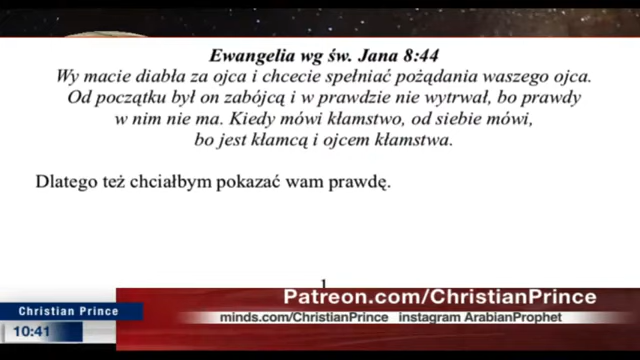 Ewangelia wg św. Jana 8:44
Wy macie diabła za ojca i chcecie spełniać pożądania waszego ojca.
Od początku był on zabójcą i w prawdzie nie wytrwał, bo prawdy
w nim nie ma. Kiedy mówi kłamstwo, od siebie mówi,
bo jest kłamcą i ojcem kłamstwa.
Dlatego też chciałbym pokazać wam prawdę.
1
Patreon.com/ChristianPrince
Christian Prince
minds.com/ChristianPrince instagram ArabianProphet
10:41